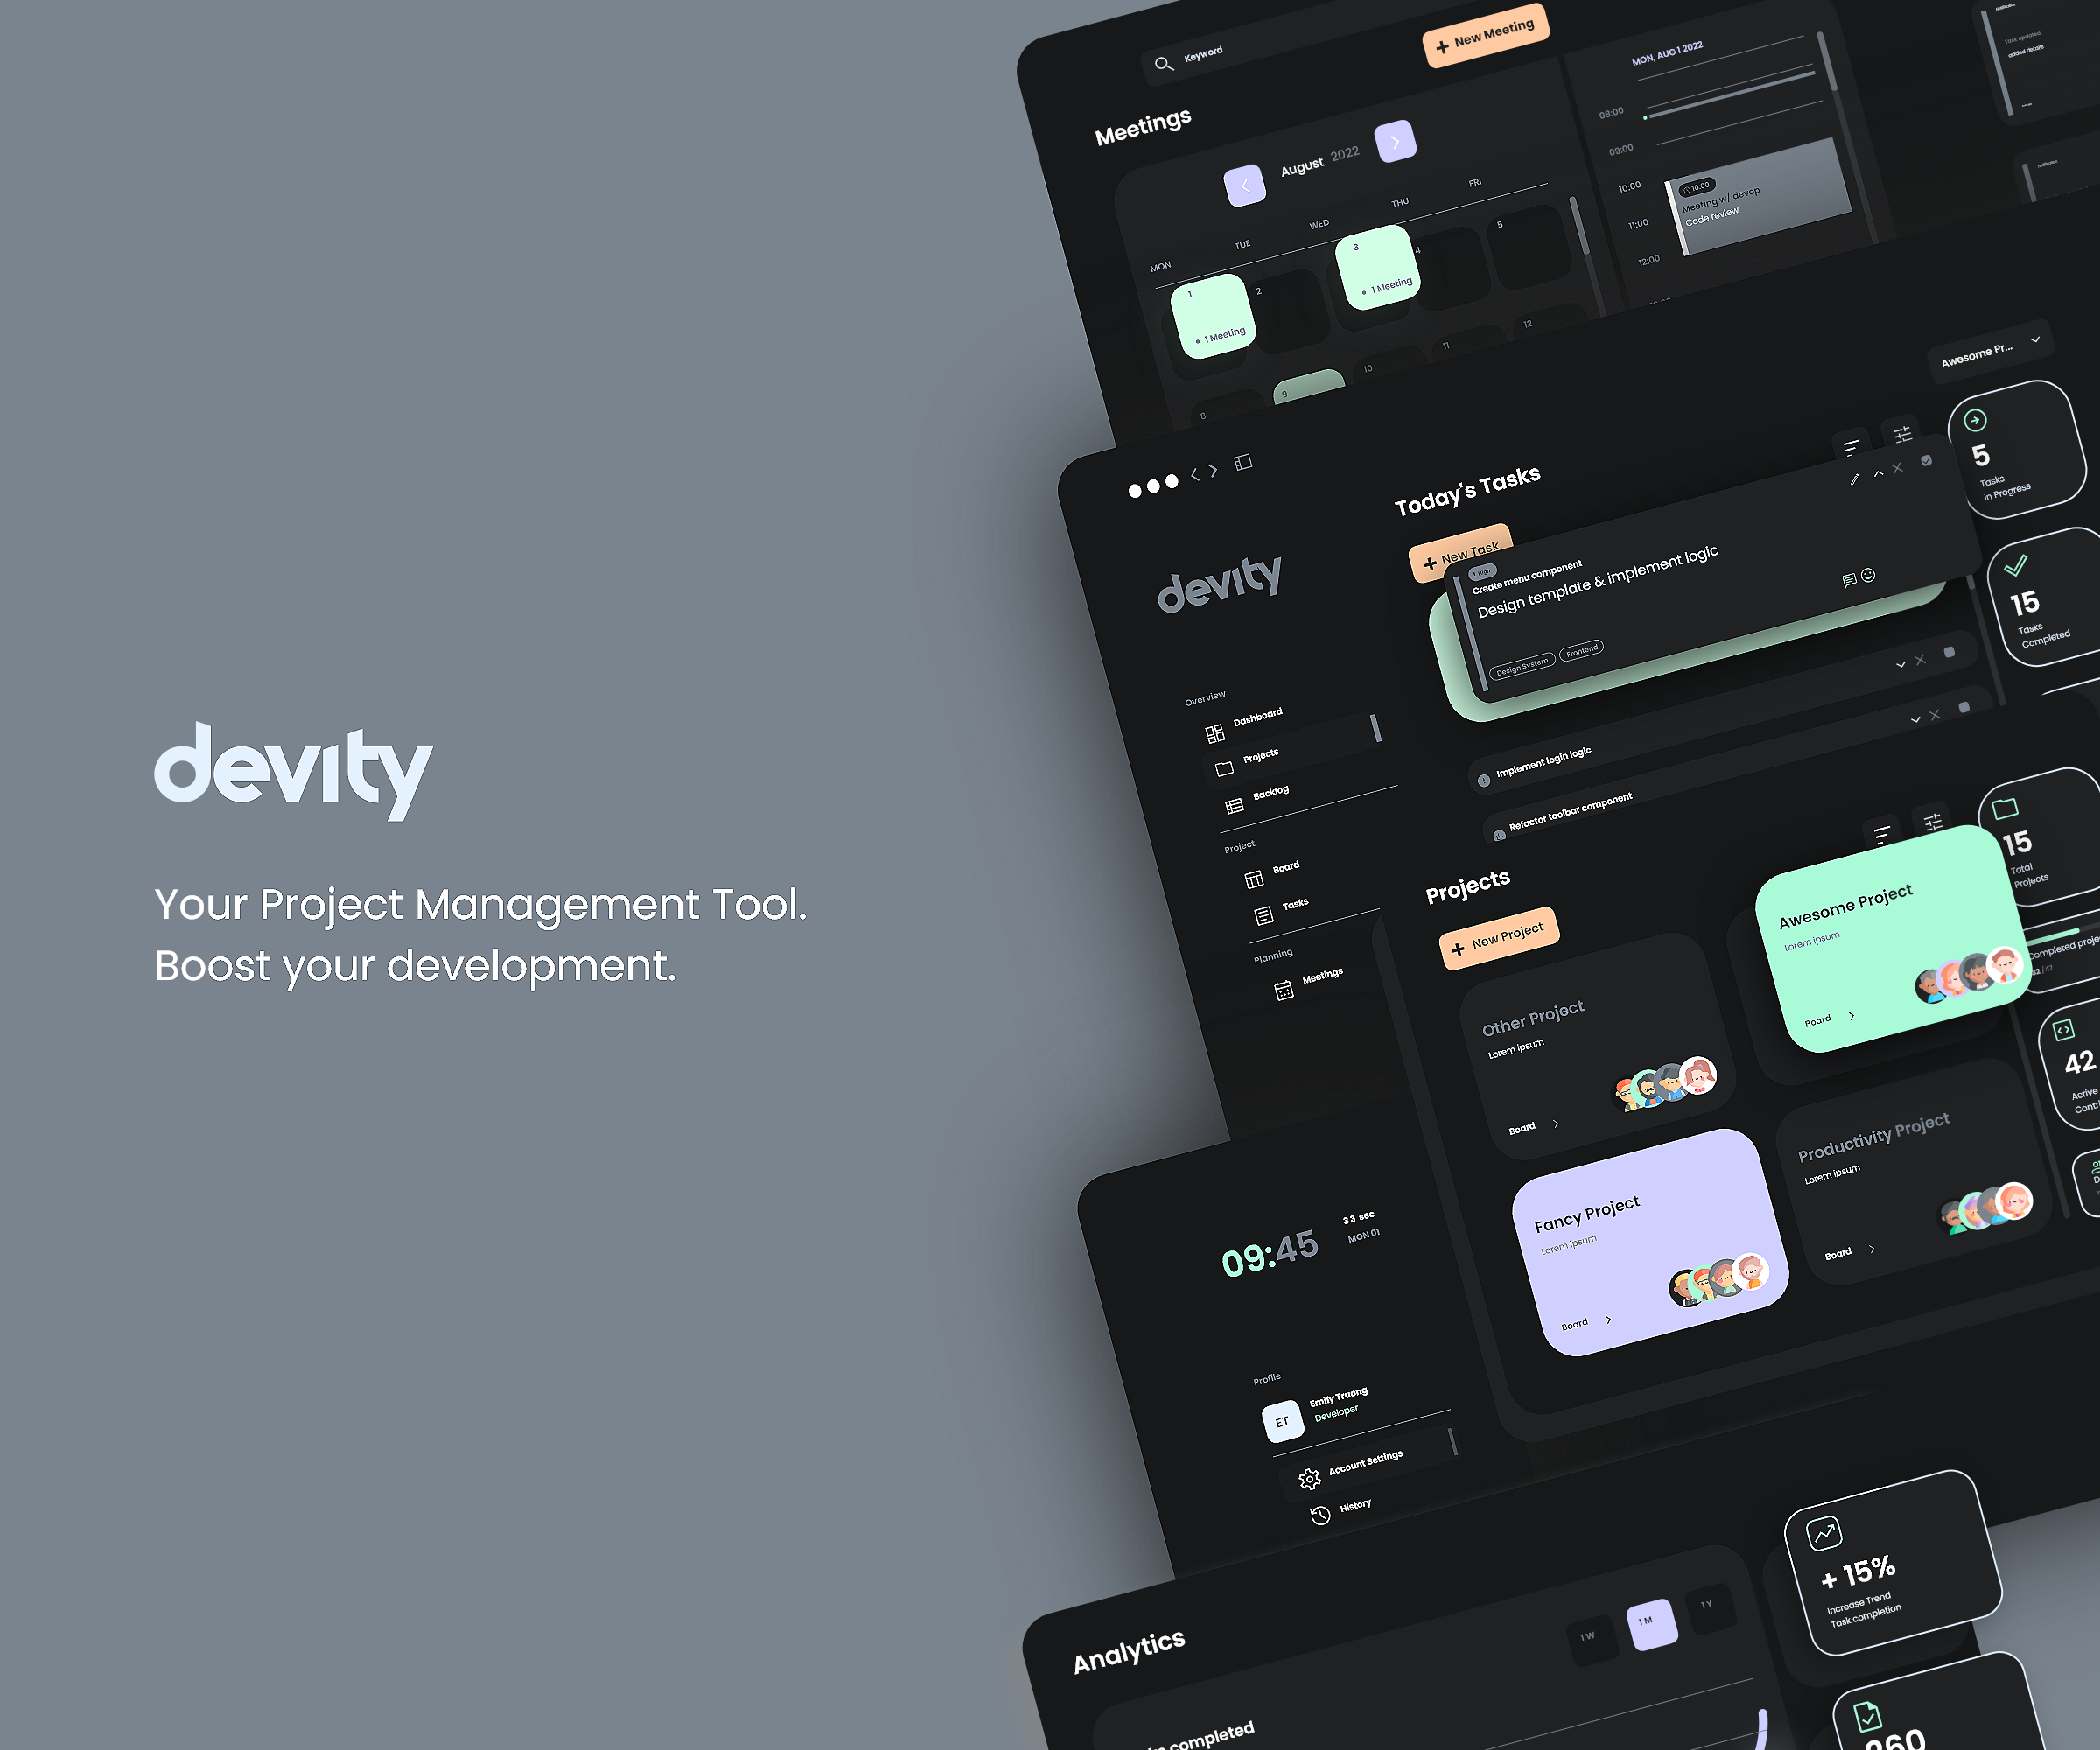 devity
Your Project Management Tool.
Boost your development.
Keyword
+ New Meeting
Meetings
August 2022
MON
TUE
WED
THU
FRI
1
1 Meeting
2
3
1 Meeting
4
5
8
9
10
11
12
MON, AUG 1 2022
08:00
09:00
10:00
11:00
12:00
10:00
Meeting w/ devop
Code review
Task updated
added details
devity
Overview
Dashboard
Projects
Backlog
Project
Board
Tasks
Planning
Meetings
Today's Tasks
Awesome Pr...
+ New Task
! High
Create menu component
Design template & implement logic
Design System
Frontend
Implement login logic
Refactor toolbar component
5
Tasks
In Progress
15
Tasks
Completed
Projects
+ New Project
Other Project
Lorem ipsum
Board
Awesome Project
Lorem ipsum
Board
Fancy Project
Lorem ipsum
Board
Productivity Project
Lorem ipsum
Board
15
Total
Projects
Completed proje
32 /47
42
Active
Contri
09:45
33 sec
MON 01
Profile
ET
Emily Truong
Developer
Account Settings
History
Analytics
1 W
1 M
1 Y
completed
+ 15%
Increase Trend
Task completion
260